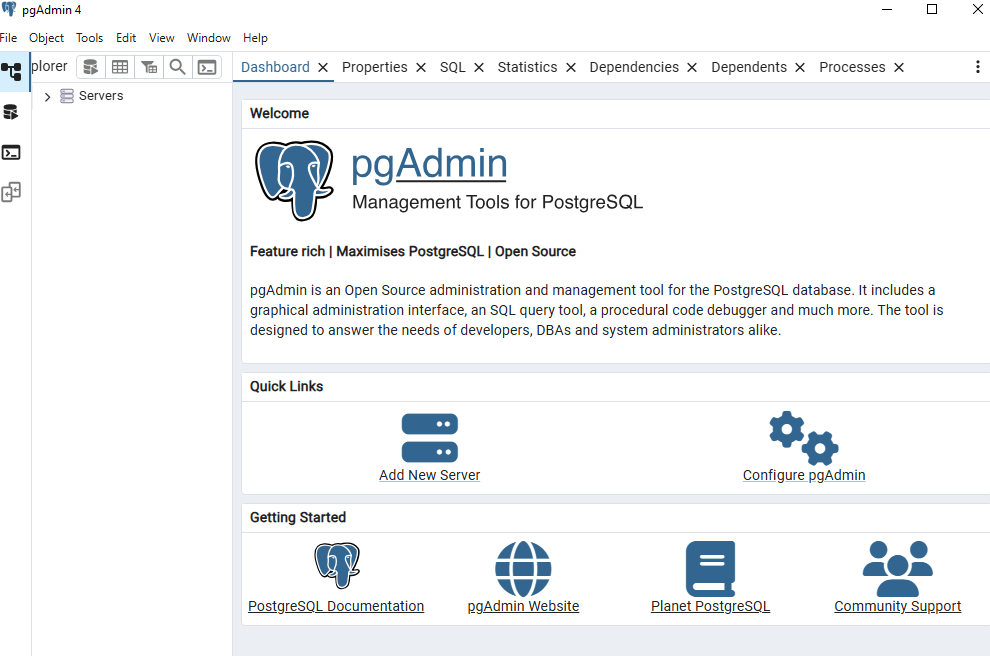 pgAdmin 4
File Object Tools Edit View Window Help
plorer
Dashboard Properties SQL Statistics Dependencies Dependents Processes
Servers
Welcome
pgAdmin
Management Tools for PostgreSQL
Feature rich | Maximises PostgreSQL | Open Source
pgAdmin is an Open Source administration and management tool for the PostgreSQL database. It includes a
graphical administration interface, an SQL query tool, a procedural code debugger and much more. The tool is
designed to answer the needs of developers, DBAs and system administrators alike.
Quick Links
Add New Server
Configure pgAdmin
Getting Started
PostgreSQL Documentation
pgAdmin Website
Planet PostgreSQL
Community Support